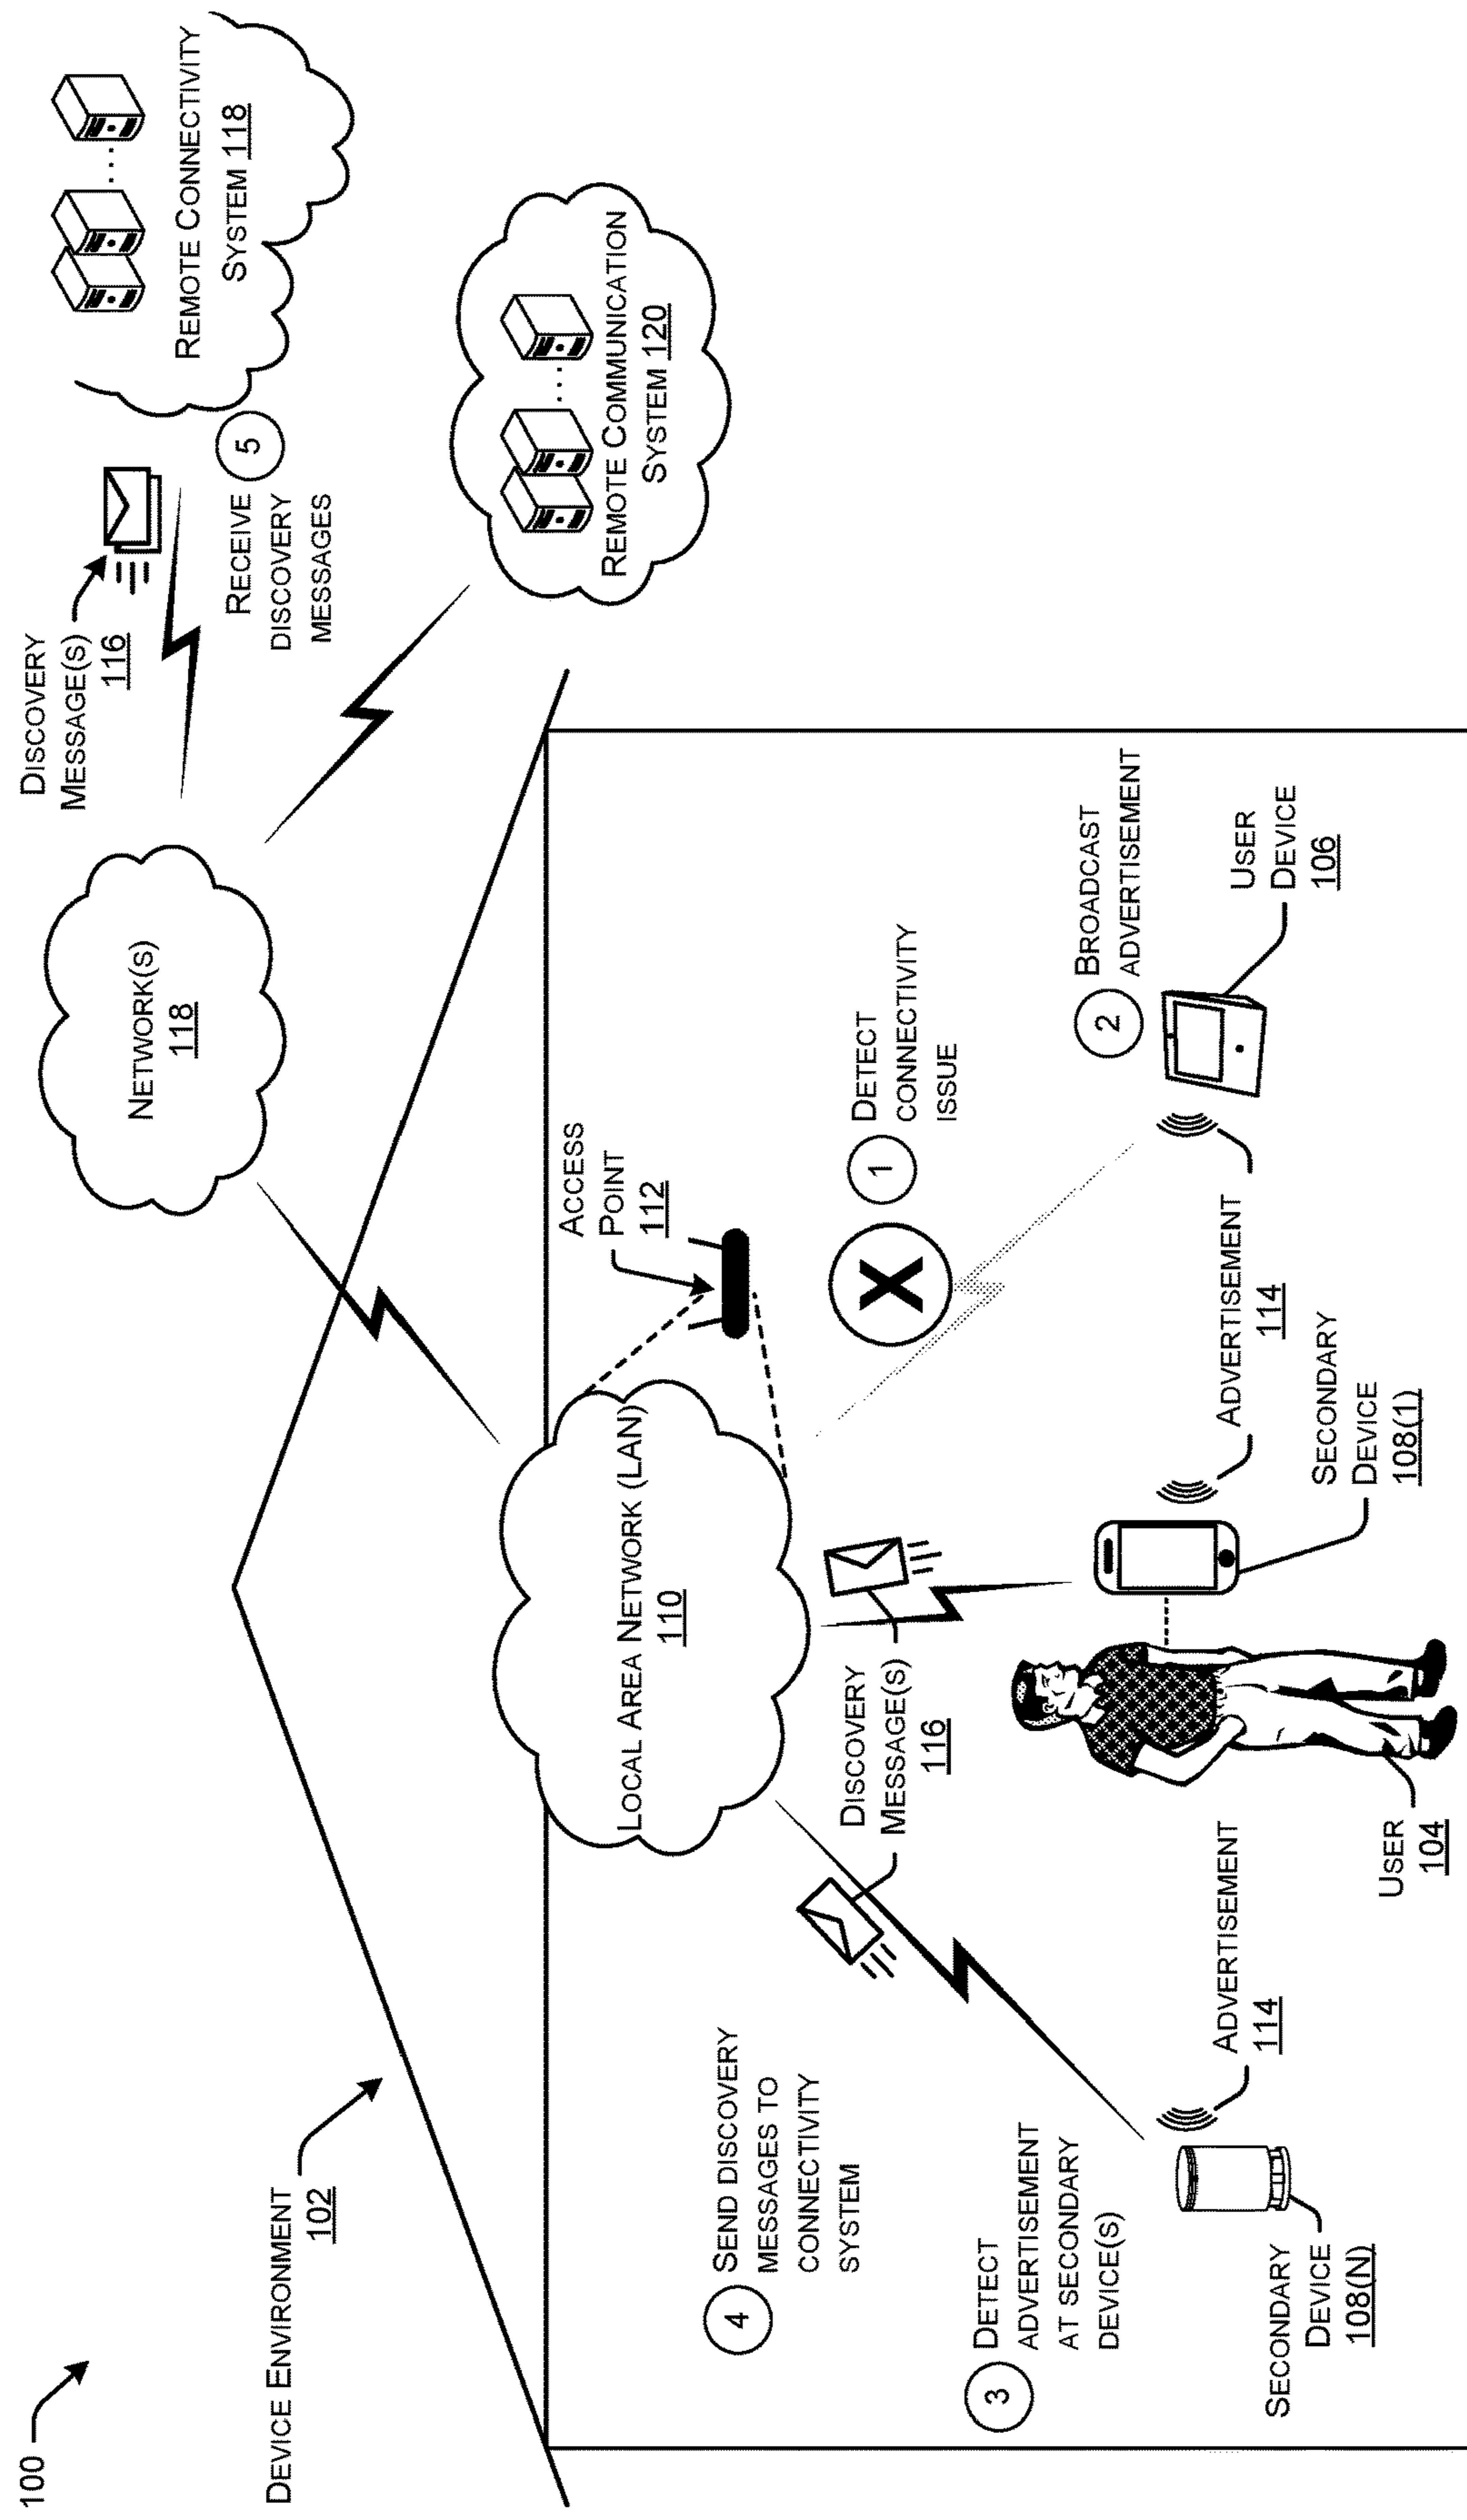 100
DEVICE ENVIRONMENT
102
NETWORK(S)
118
DISCOVERY
MESSAGE(S)
116
5
RECEIVE
DISCOVERY
MESSAGES
REMOTE CONNECTIVITY
SYSTEM 118
REMOTE COMMUNICATION
SYSTEM 120
LOCAL AREA NETWORK (LAN)
110
ACCESS
POINT
112
X
1
DETECT
CONNECTIVITY
ISSUE
2
BROADCAST
ADVERTISEMENT
USER
DEVICE
106
4
SEND DISCOVERY
MESSAGES TO
CONNECTIVITY
SYSTEM
DISCOVERY
MESSAGE(S)
116
3
DETECT
ADVERTISEMENT
AT SECONDARY
DEVICE(S)
SECONDARY
DEVICE
108(N)
ADVERTISEMENT
114
USER
104
SECONDARY
DEVICE
108(1)
ADVERTISEMENT
114